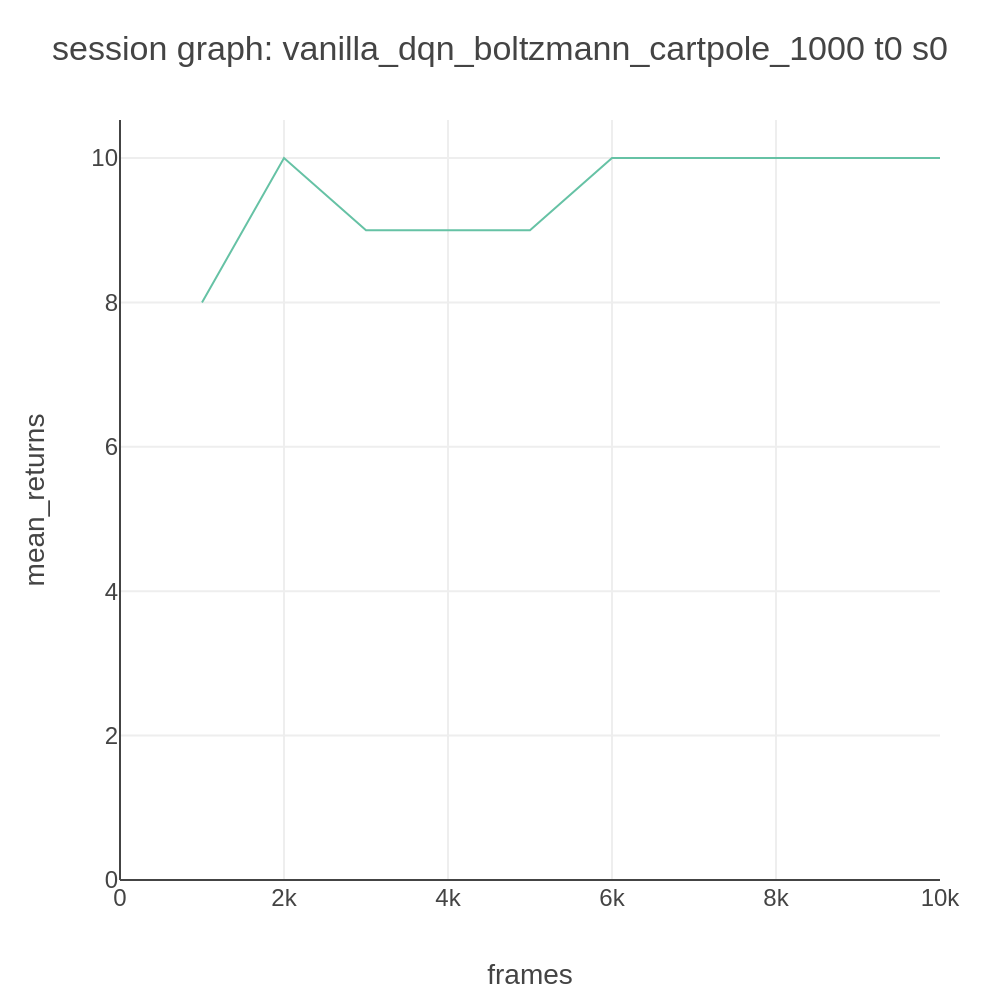 session graph: vanilla_dqn_boltzmann_cartpole_1000 t0 s0
10
8
6
4
2
0
mean_returns
0 2k 4k 6k 8k 10k
frames